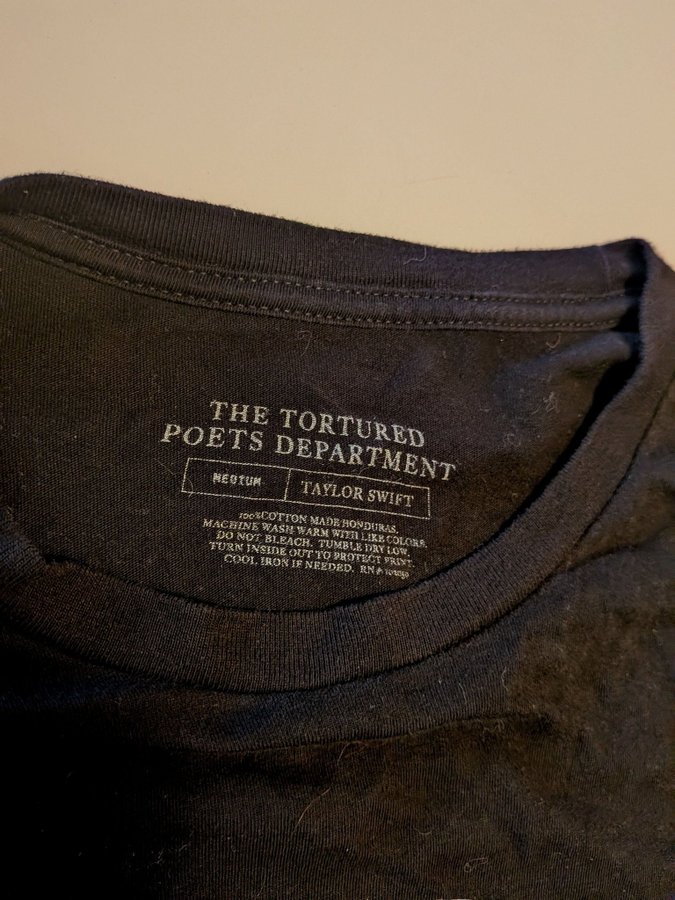 THE TORTURED
POETS DEPARTMENT
MEDIUM TAYLOR SWIFT
100%COTTON MADE HONDURAS.
MACHINE WASH WARM WITH LIKE COLORS.
DO NOT BLEACH. TUMBLE DRY LOW.
TURN INSIDE OUT TO PROTECT PRINT.
COOL IRON IF NEEDED. RN#